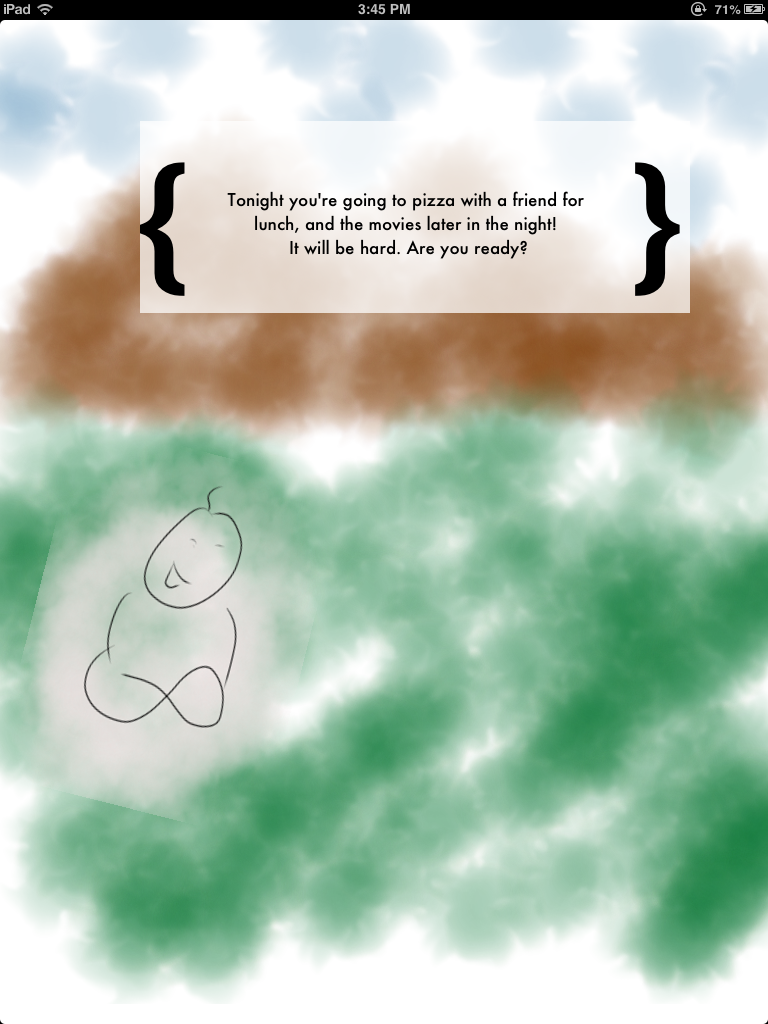 iPad 3:45 PM 71%
{ Tonight you're going to pizza with a friend for
lunch, and the movies later in the night!
It will be hard. Are you ready? }